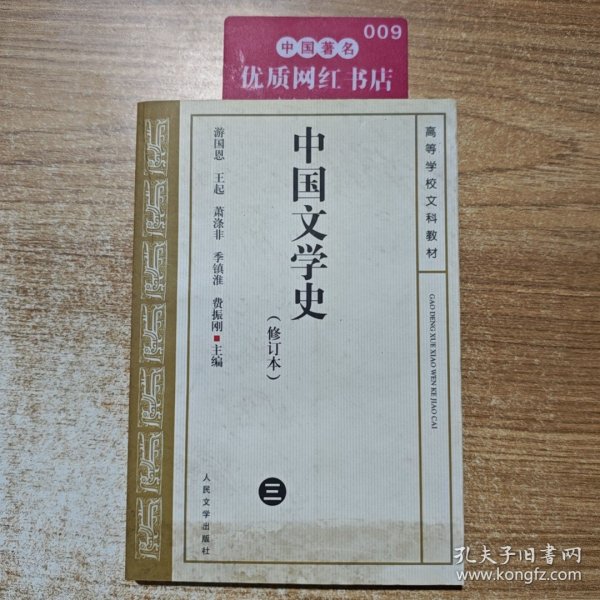 009
中国著名
优质网红书店
高等学校文科教材
GAO DENG XUE XIAO WEN KE JIAO CAI
中国文学史
(修订本)
三
游国恩 王起 萧涤非 季镇淮 费振刚■主编
人民文学出版社
孔夫子旧书网
www.kongfz.com